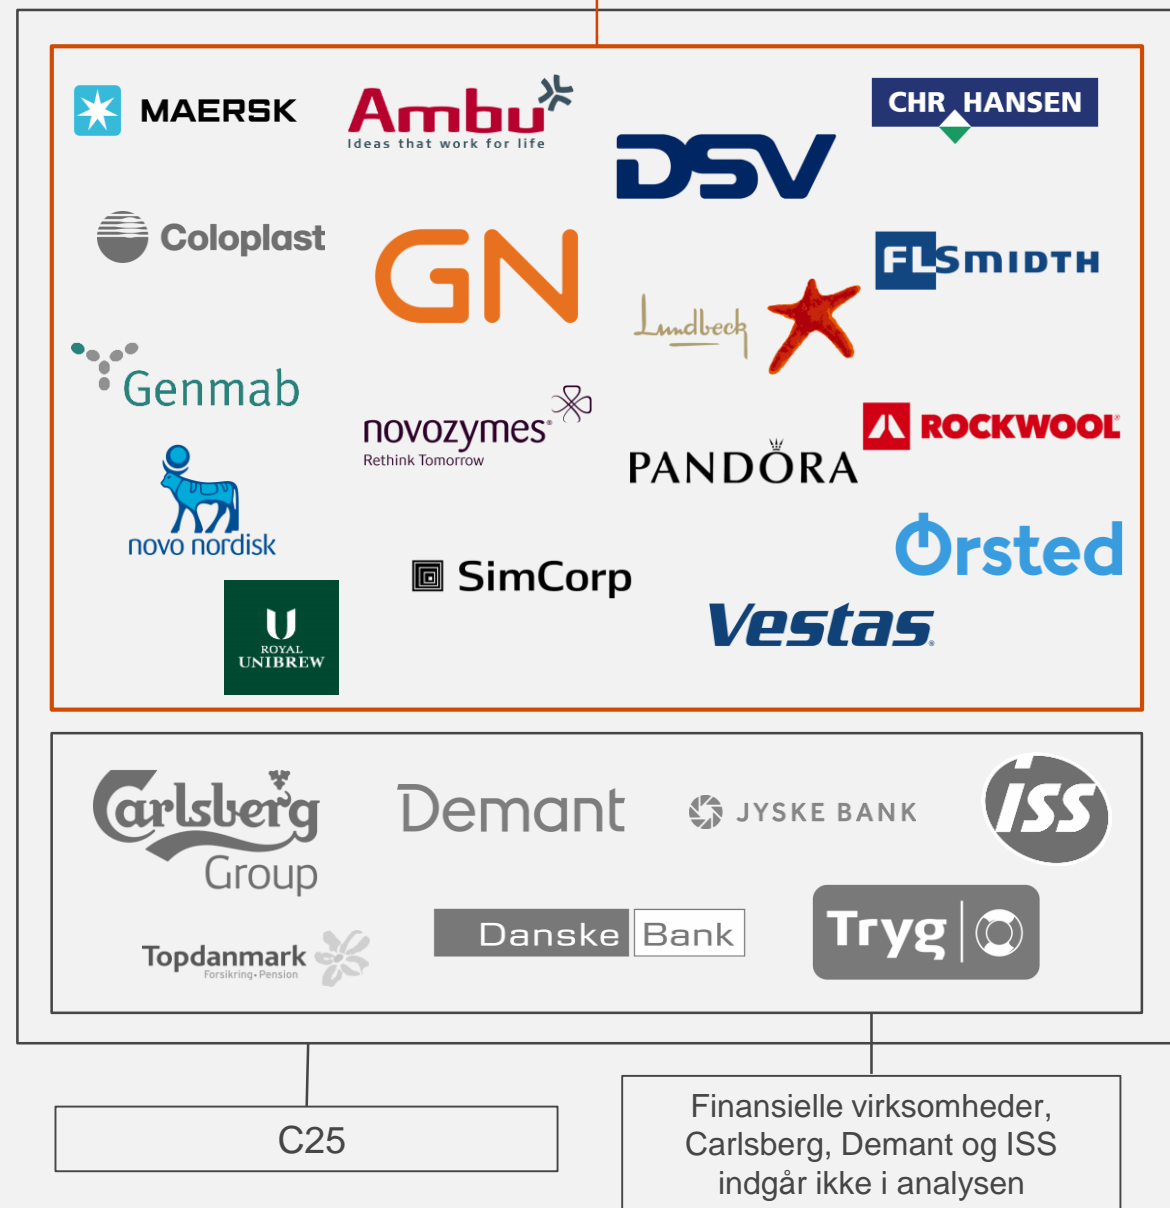 MAERSK
Ambu
Ideas that work for life
CHR HANSEN
DSV
Coloplast
GN
FLSMIDTH
Lundbeck
Genmab
novozymes®
Rethink Tomorrow
ROCKWOOL®
PANDÖRA
novo nordisk
Ørsted
SimCorp
Vestas®
ROYAL
UNIBREW
Carlsberg
Group
Demant
JYSKE BANK
ISS
Topdanmark
Forsikring • Pension
Danske Bank
Tryg
C25
Finansielle virksomheder,
Carlsberg, Demant og ISS
indgår ikke i analysen